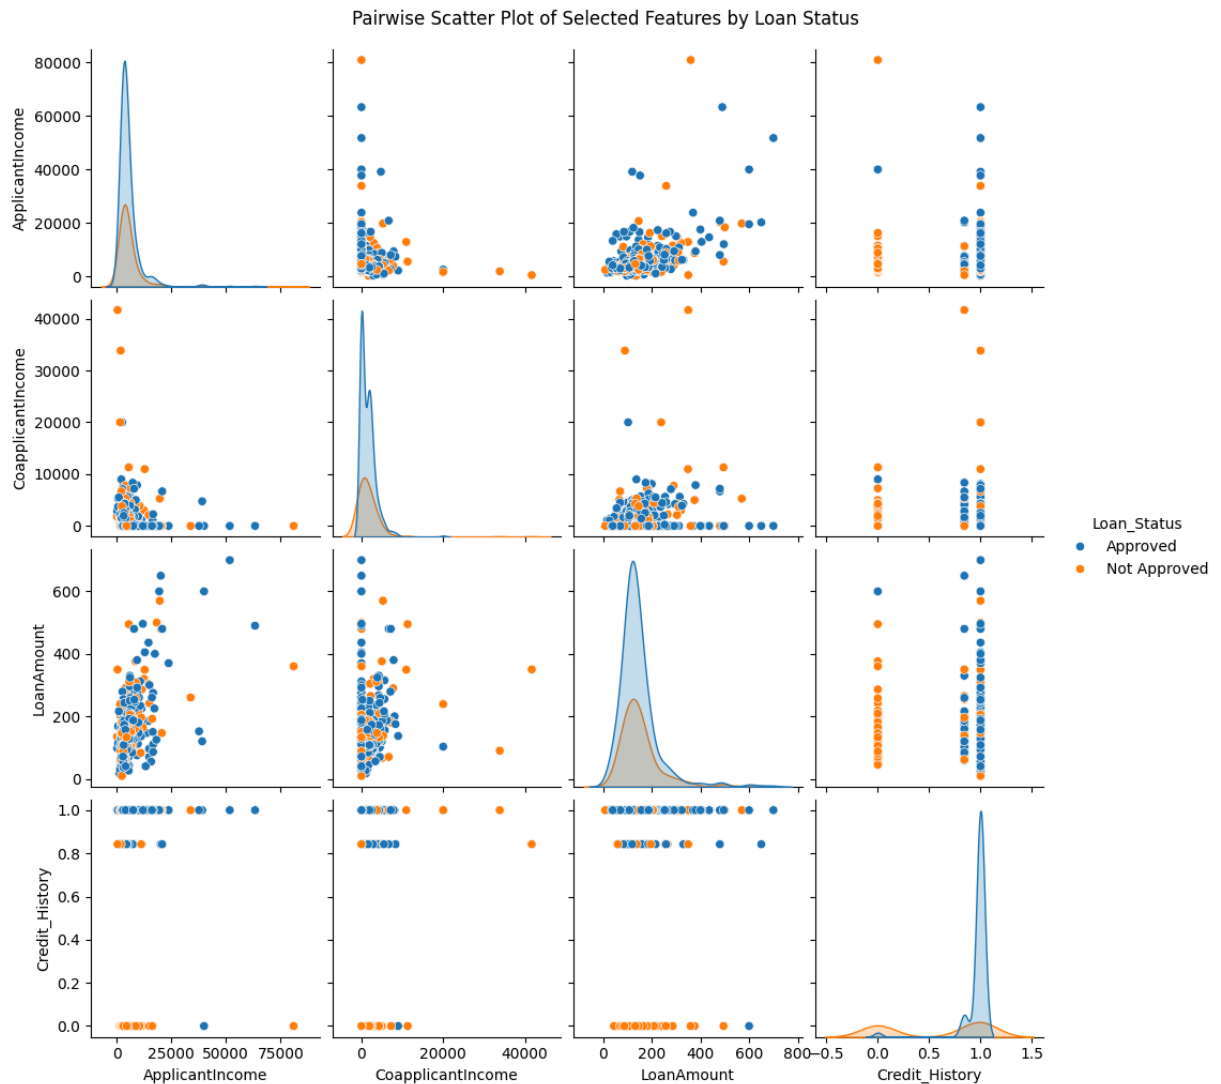 Pairwise Scatter Plot of Selected Features by Loan Status
80000
60000
40000
20000
0
ApplicantIncome
40000
30000
20000
10000
0
CoapplicantIncome
600
400
200
0
LoanAmount
1.0
0.8
0.6
0.4
0.2
0.0
Credit_History
0 25000 50000 75000
ApplicantIncome
0 20000 40000
CoapplicantIncome
0 200 400 600 800
LoanAmount
−0.5 0.0 0.5 1.0 1.5
Credit_History
Loan_Status
Approved
Not Approved